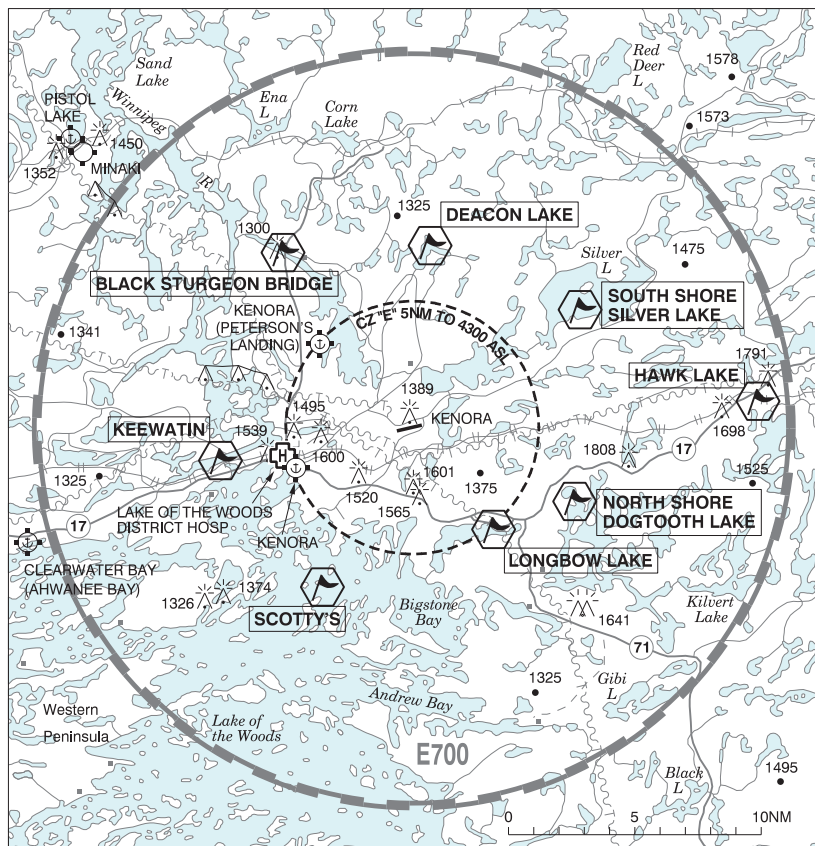 Sand
Lake
Red
Deer
L
1578
PISTOL
LAKE
Winnipeg
Ena
L
Corn
Lake
1573
1450
1352
MINAKI
R
1325
DEACON LAKE
1300
Silver
L
1475
BLACK STURGEON BRIDGE
SOUTH SHORE
SILVER LAKE
KENORA
(PETERSON'S
LANDING)
CZ "E" 5NM TO 4300 ASL
1341
1791
HAWK LAKE
1389
KENORA
1495
1698
KEEWATIN
1539
1600
H
1808
17
1325
1601
1375
1525
1520
1565
LAKE OF THE WOODS
DISTRICT HOSP
KENORA
NORTH SHORE
DOGTOOTH LAKE
17
CLEARWATER BAY
(AHWANEE BAY)
LONGBOW LAKE
1374
1326
SCOTTY'S
Bigstone
Bay
1641
Kilvert
Lake
71
1325
Gibi
L
Andrew Bay
Western
Peninsula
Lake of
the Woods
E700
Black
L
1495
0 5 10NM